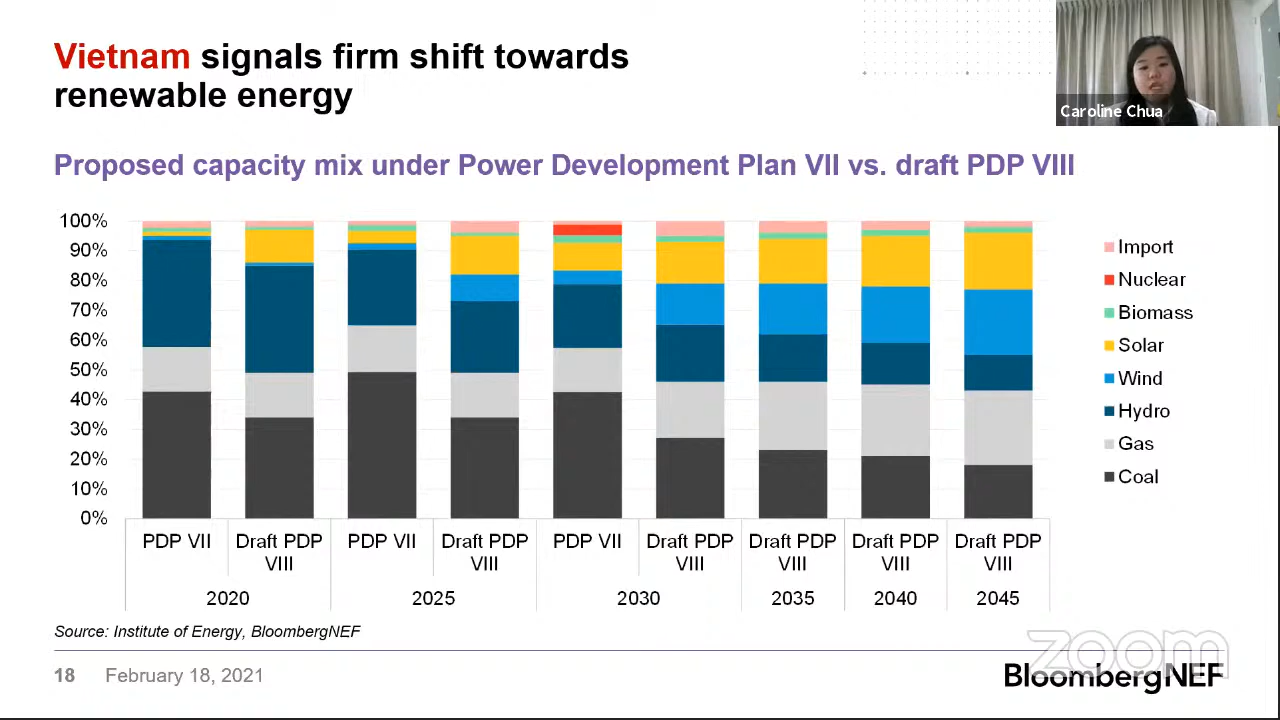 Vietnam signals firm shift towards
renewable energy
Caroline Chua
Proposed capacity mix under Power Development Plan VII vs. draft PDP VIII
100%
90%
80%
70%
60%
50%
40%
30%
20%
10%
0%
Import
Nuclear
Biomass
Solar
Wind
Hydro
Gas
Coal
PDP VII
Draft PDP
VIII
PDP VII
Draft PDP
VIII
PDP VII
Draft PDP
VIII
Draft PDP
VIII
Draft PDP
VIII
Draft PDP
VIII
2020
2025
2030
2035
2040
2045
Source: Institute of Energy, BloombergNEF
18
February 18, 2021
zoom
BloombergNEF